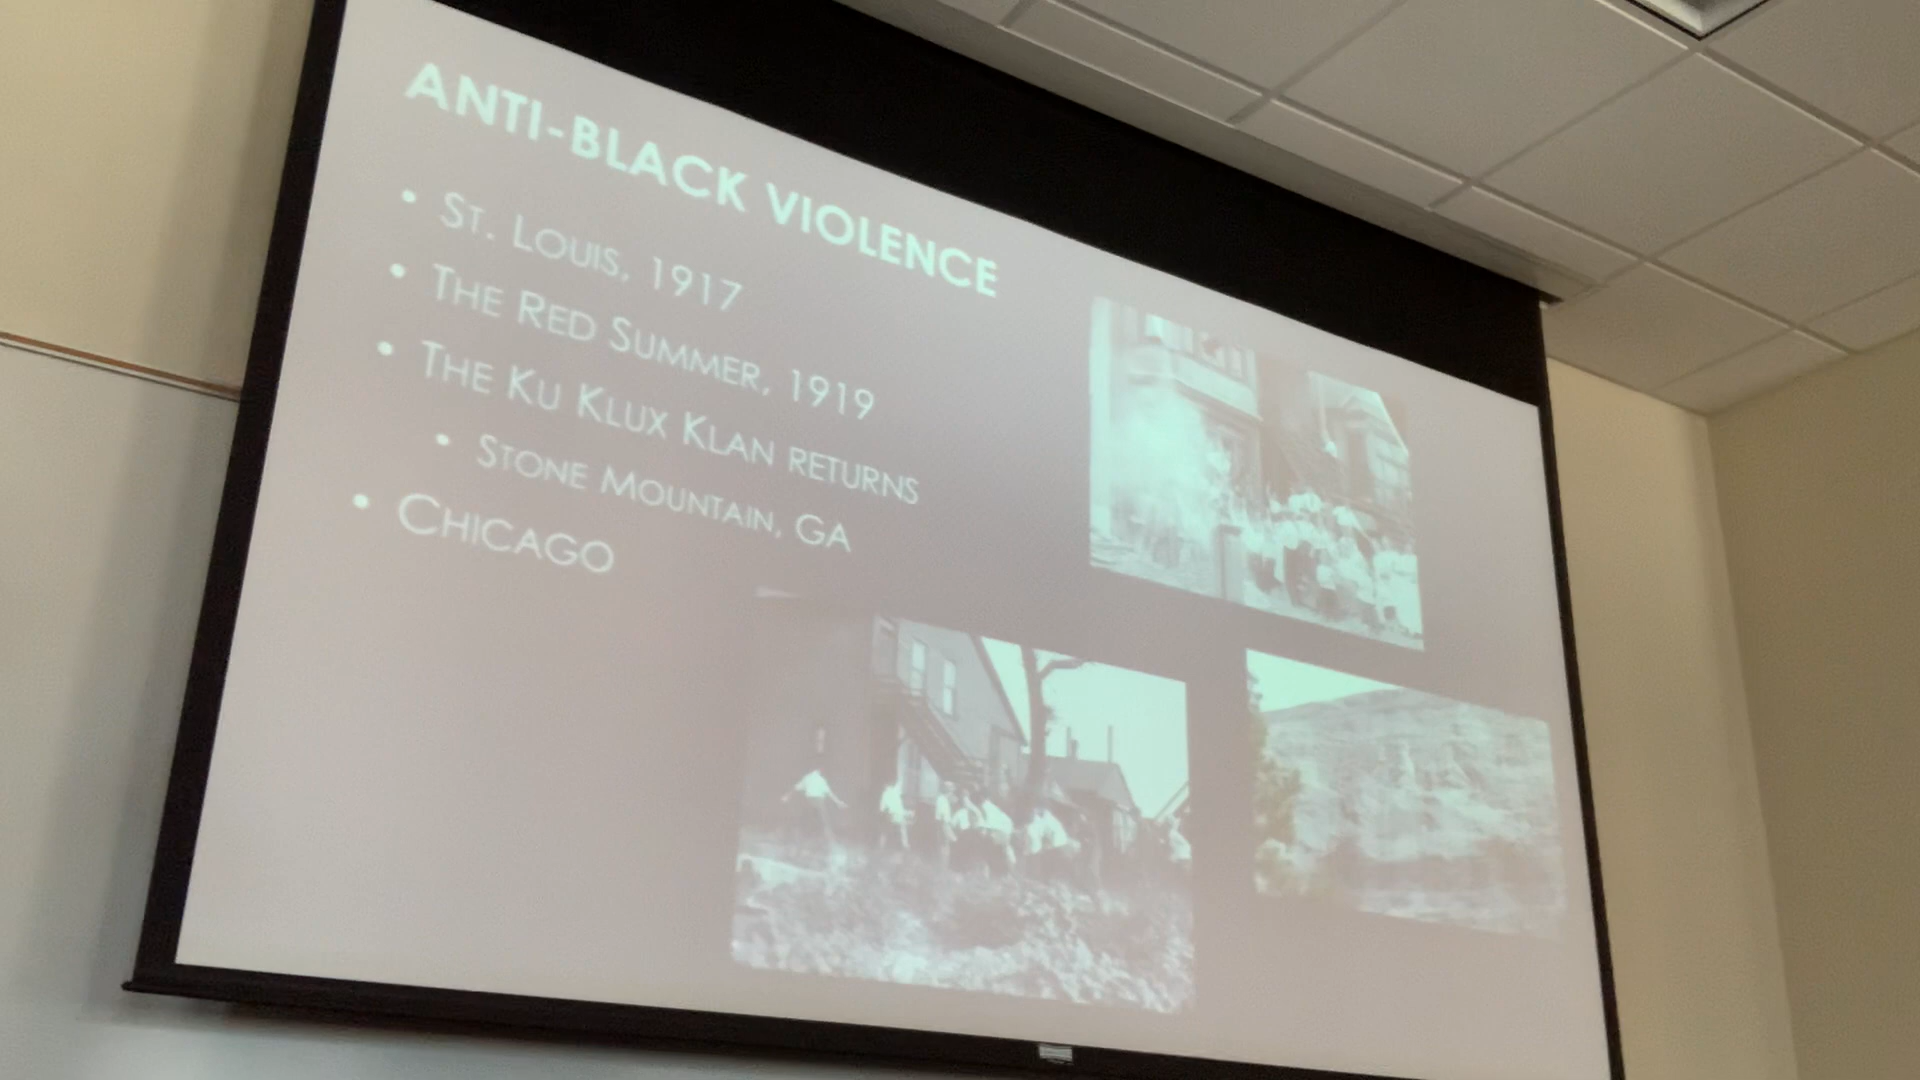 ANTI-BLACK VIOLENCE
• ST. LOUIS, 1917
• THE RED SUMMER, 1919
• THE KU KLUX KLAN RETURNS
• STONE MOUNTAIN, GA
• CHICAGO